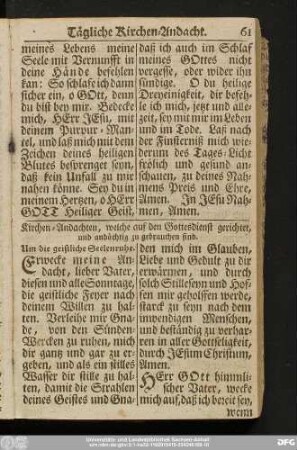 Tägliche Kirchen-Andacht. 61
meines Lebens meine
Seele mit Vernunfft in
deine Hände befehlen
kan: So schlafe ich dann
sicher ein, o GOtt, denn
du bist bey mir. Bedecke
mich, HErr JEsu, mit
deinem Purpur-Man-
tel, und laß mich mit dem
Zeichen deines heiligen
Blutes besprenget seyn,
daß kein Unfall zu mir
nahen könne. Sey du in
meinem Hertzen, o HErr
GOTT Heiliger Geist,
daß ich auch im Schlaf
meines GOttes nicht
vergesse, oder wider ihn
sündige. O du heilige
Dreyeinigkeit, dir befeh-
le ich mich, jetzt und alle-
zeit, sey mit mir im Leben
und im Tode. Laß nach
der Finsterniß mich wie-
derum des Tages-Licht
frölich und gesund an-
schauen, zu deines Nah-
mens Preis und Ehre,
Amen. In JEsu Nah-
men, Amen.
Kirchen-Andachten, welche auf den Gottesdienst gerichtet,
und andächtig zu gebrauchen sind.
Um die geistliche Seelenruhe.
Erwecke meine An-
dacht, lieber Vater,
diesen und alle Sonntage,
die geistliche Feyer nach
deinem Willen zu hal-
ten. Verleihe mir Gna-
de, von den Sünden-
Wercken zu ruhen, mich
dir gantz und gar zu er-
geben, und als ein stilles
Wasser dir stille zu hal-
ten, damit die Strahlen
deines Geistes und Gna-
den mich im Glauben,
Liebe und Gedult zu dir
erwärmen, und durch
solch Stilleseyn und Hof-
fen mir geholffen werde,
starck zu seyn nach dem
inwendigen Menschen,
und beständig zu verhar-
ren in aller Gottseligkeit,
durch JEsum Christum,
Amen.
HErr GOtt himmli-
scher Vater, wecke
mich auf, daß ich bereit sey,
wenn
Universitäts- und Landesbibliothek Sachsen-Anhalt